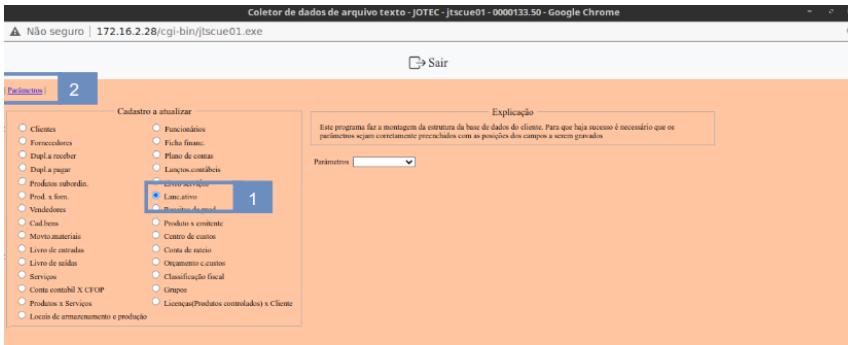 Coletor de dados de arquivo texto - JOTEC - jtscue01 - 0000133.50 - Google Chrome
Não seguro | 172.16.2.28/cgi-bin/jtscue01.exe
Sair
Parâmetros |
2
Cadastro a atualizar
Clientes
Fornecedores
Dupl.a receber
Dupl.a pagar
Produtos subordin.
Prod. x forn.
Vendedores
Cad.bens
Movto.materiais
Livro de entradas
Livro de saídas
Serviços
Conta contabil X CFOP
Produtos x Serviços
Locais de armazenamento e produção
Funcionários
Ficha financ.
Plano de contas
Lançtos.contábeis
Livro serviços
Lanc.ativo
1
Produto x emitente
Centro de custos
Conta de rateio
Orçamento c.custos
Classificação fiscal
Grupos
Licenças(Produtos controlados) x Cliente
Explicação
Este programa faz a montagem da estrutura da base de dados do cliente. Para que haja sucesso é necessário que os
parâmetros sejam corretamente preenchidos com as posições dos campos a serem gravados
Parâmetros